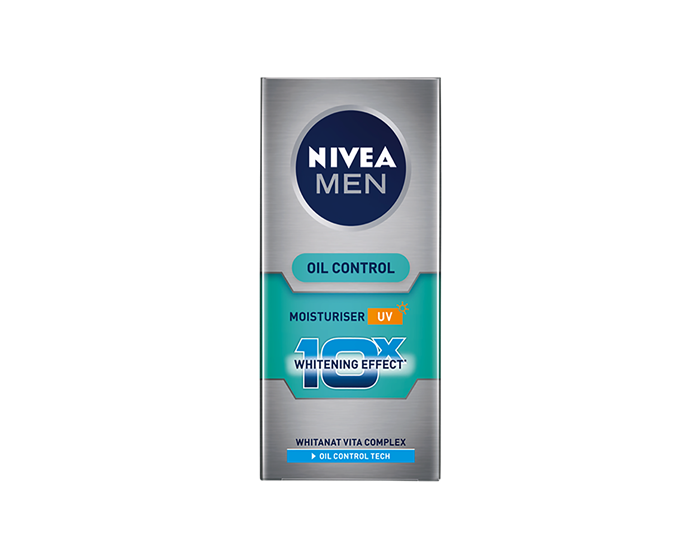 NIVEA
MEN
OIL CONTROL
MOISTURISER UV
10X
WHITENING EFFECT*
WHITANAT VITA COMPLEX
OIL CONTROL TECH